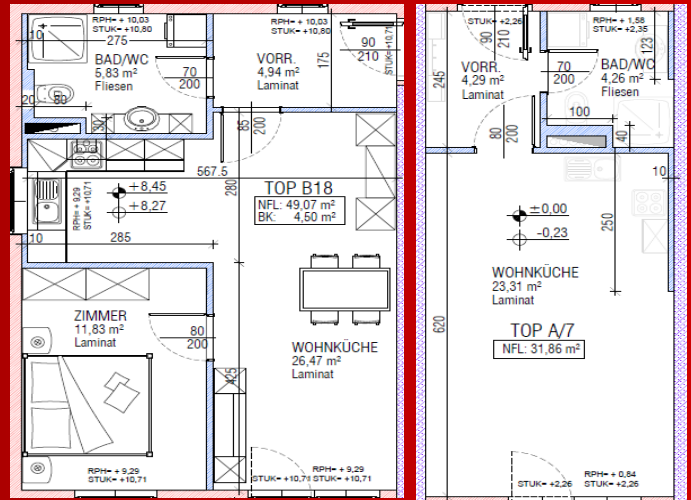 RPH= + 10,03
STUK= +10,80
10
275
BAD/WC
5,83 m²
Fliesen
70
200
20
80
30
RPH= + 10,03
STUK= +10,80
VORR.
4,94 m²
Laminat
175
90
210
STUK= +10,71
85
200
567.5
280
RPH= + 9,29
STUK= +10,71
+8,45
+8,27
TOP B18
NFL: 49,07 m²
BK: 4,50 m²
10
285
ZIMMER
11,83 m²
Laminat
80
200
WOHNKÜCHE
26,47 m²
Laminat
425
RPH= + 9,29
STUK= +10,71
STUK= +10,71
RPH= + 9,29
STUK= +10,71
STUK= +2,26
90
210
RPH= + 1,58
STUK= +2,35
123
245
VORR.
4,29 m²
Laminat
70
200
BAD/WC
4,26 m²
Fliesen
100
80
200
40
10
250
±0,00
-0,23
WOHNKÜCHE
23,31 m²
Laminat
620
TOP A/7
NFL: 31,86 m²
STUK= +2,26
RPH= + 0,84
STUK= +2,26